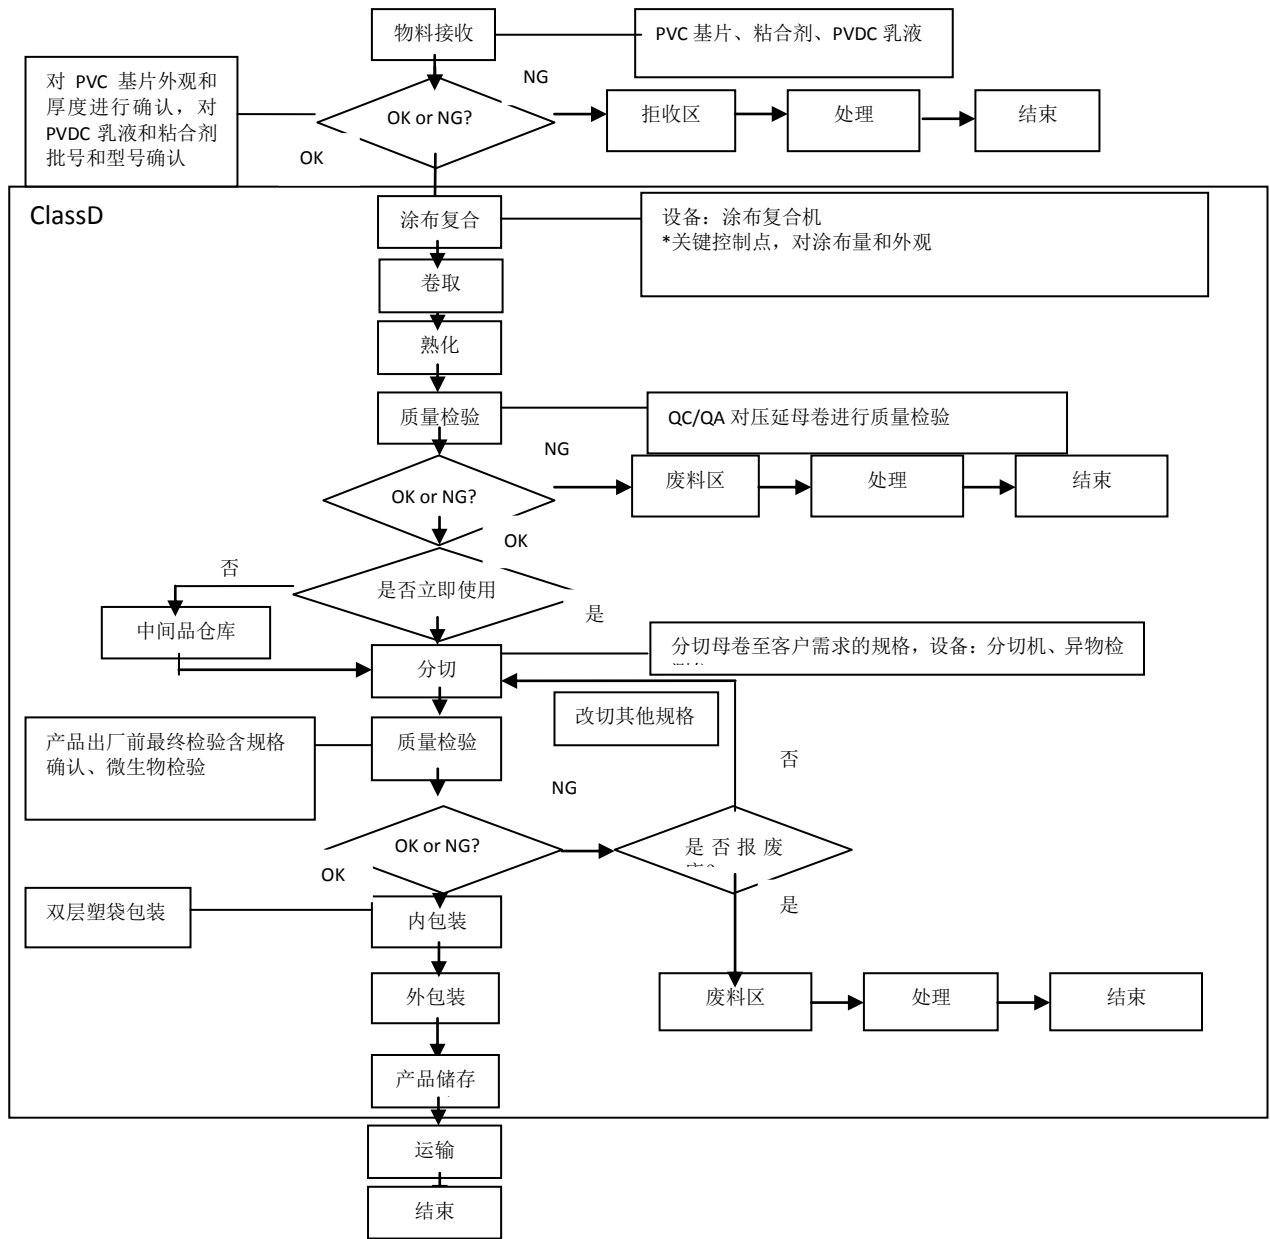 物料接收
PVC 基片、粘合剂、PVDC 乳液
对 PVC 基片外观和
厚度进行确认，对
PVDC 乳液和粘合剂
批号和型号确认
OK or NG?
NG
拒收区
处理
结束
OK
ClassD
涂布复合
设备：涂布复合机
*关键控制点，对涂布量和外观
卷取
熟化
质量检验
QC/QA 对压延母卷进行质量检验
NG
OK or NG?
废料区
处理
结束
OK
是否立即使用
否
是
中间品仓库
分切
分切母卷至客户需求的规格，设备：分切机、异物检
改切其他规格
产品出厂前最终检验含规格
确认、微生物检验
质量检验
否
NG
OK or NG?
是 否 报 废
OK
是
双层塑袋包装
内包装
外包装
废料区
处理
结束
产品储存
运输
结束